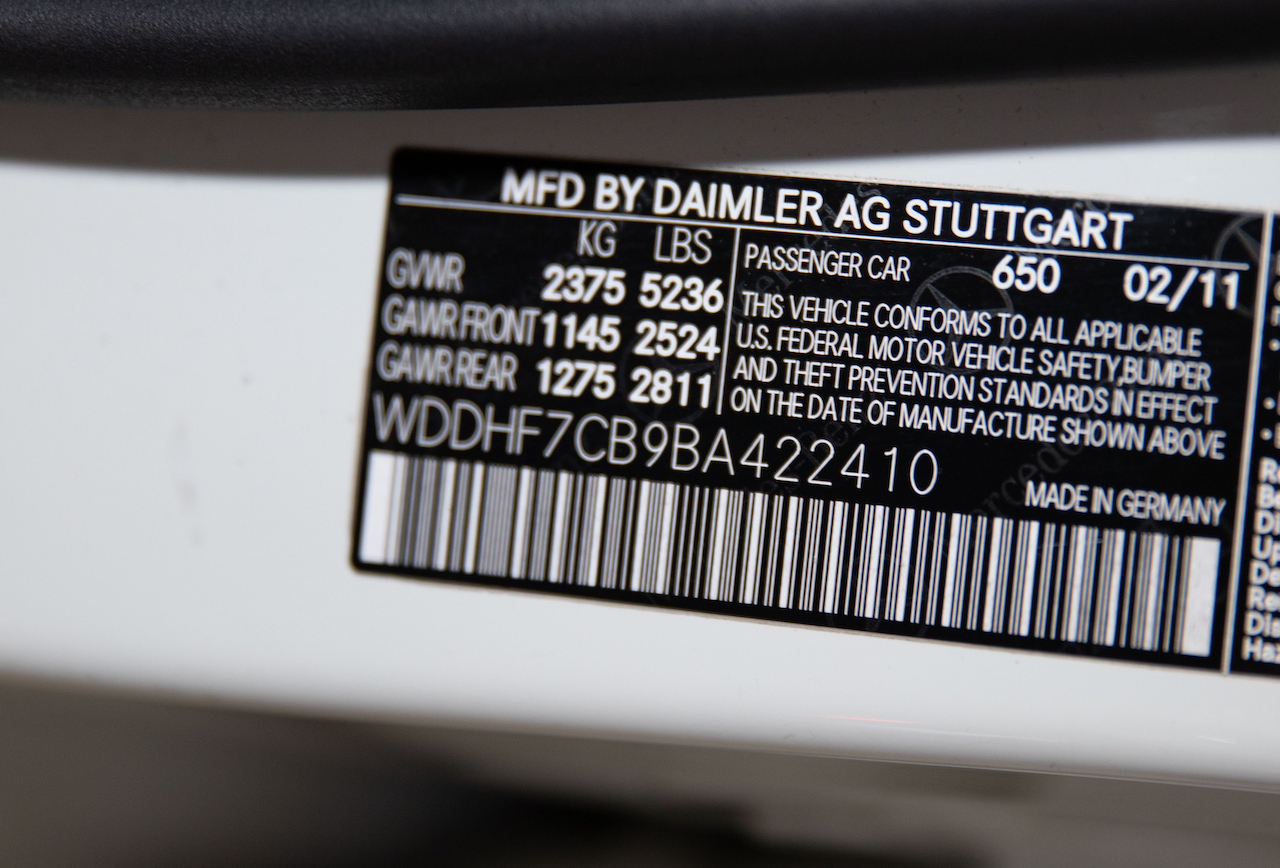 MFD BY DAIMLER AG STUTTGART
KG LBS
GVWR 2375 5236
GAWR FRONT 1145 2524
GAWR REAR 1275 2811
PASSENGER CAR 650 02/11
THIS VEHICLE CONFORMS TO ALL APPLICABLE
U.S. FEDERAL MOTOR VEHICLE SAFETY,BUMPER
AND THEFT PREVENTION STANDARDS IN EFFECT
ON THE DATE OF MANUFACTURE SHOWN ABOVE
WDDHF7CB9BA422410
MADE IN GERMANY